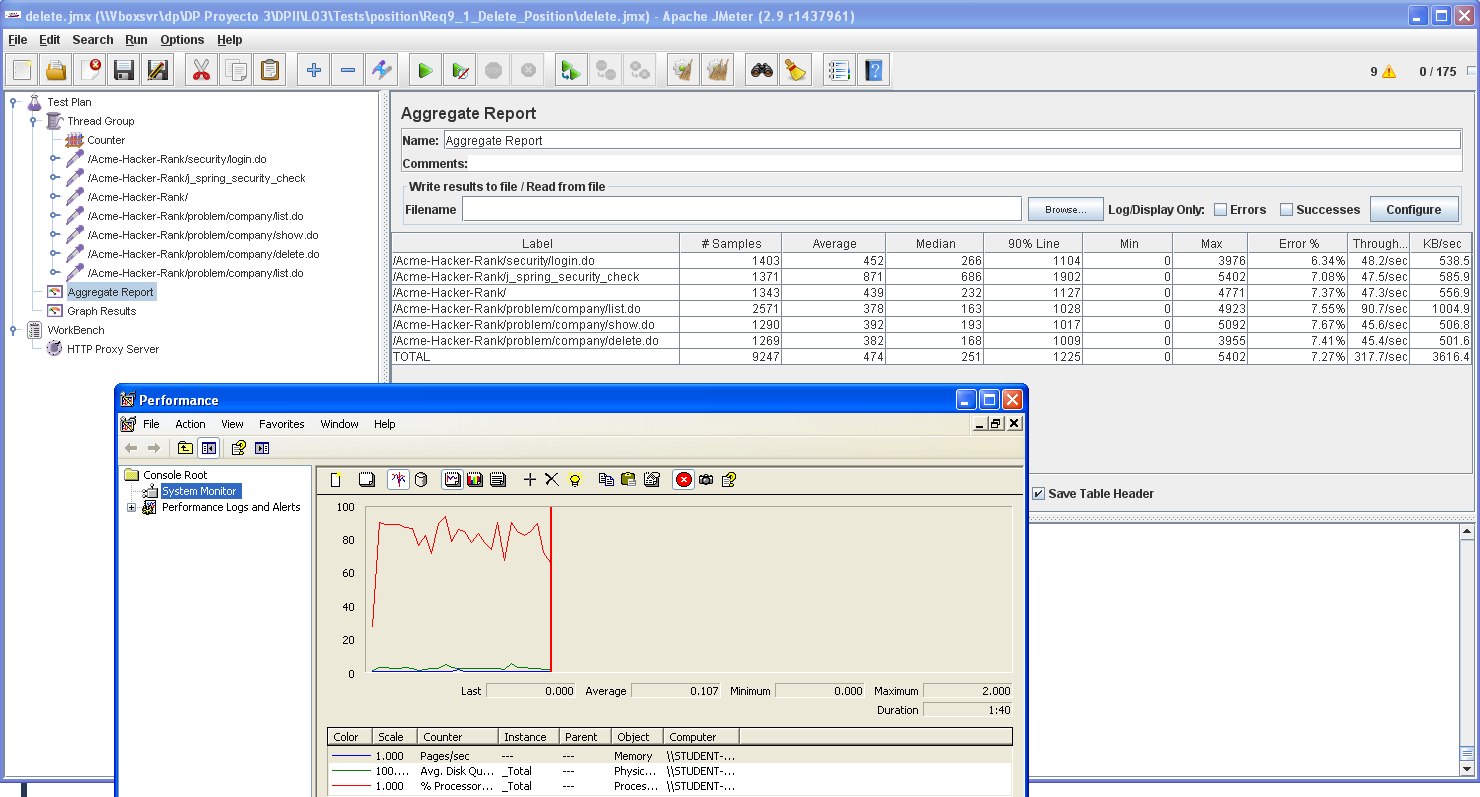 delete.jmx (\\Vboxsvr\dp\DP Proyecto 3\DPII\L03\Tests\position\Req9_1_Delete_Position\delete.jmx) - Apache JMeter (2.9 r1437961)
File Edit Search Run Options Help
9 0 / 175
Test Plan
Thread Group
Counter
/Acme-Hacker-Rank/security/login.do
/Acme-Hacker-Rank/j_spring_security_check
/Acme-Hacker-Rank/
/Acme-Hacker-Rank/problem/company/list.do
/Acme-Hacker-Rank/problem/company/show.do
/Acme-Hacker-Rank/problem/company/delete.do
/Acme-Hacker-Rank/problem/company/list.do
Aggregate Report
Graph Results
WorkBench
HTTP Proxy Server
Aggregate Report
Name: Aggregate Report
Comments:
Write results to file / Read from file
Filename Browse... Log/Display Only: Errors Successes Configure
Label # Samples Average Median 90% Line Min Max Error % Through... KB/sec
/Acme-Hacker-Rank/security/login.do 1403 452 266 1104 0 3976 6.34% 48.2/sec 538.5
/Acme-Hacker-Rank/j_spring_security_check 1371 871 686 1902 0 5402 7.08% 47.5/sec 585.9
/Acme-Hacker-Rank/ 1343 439 232 1127 0 4771 7.37% 47.3/sec 556.9
/Acme-Hacker-Rank/problem/company/list.do 2571 378 163 1028 0 4923 7.55% 90.7/sec 1004.9
/Acme-Hacker-Rank/problem/company/show.do 1290 392 193 1017 0 5092 7.67% 45.6/sec 506.8
/Acme-Hacker-Rank/problem/company/delete.do 1269 382 168 1009 0 3955 7.41% 45.4/sec 501.6
TOTAL 9247 474 251 1225 0 5402 7.27% 317.7/sec 3616.4
Save Table Header
Performance
File Action View Favorites Window Help
Console Root
System Monitor
Performance Logs and Alerts
100
80
60
40
20
0
Last 0.000 Average 0.107 Minimum 0.000 Maximum 2.000
Duration 1:40
Color Scale Counter Instance Parent Object Computer
1.000 Pages/sec --- --- Memory \\STUDENT-...
100.... Avg. Disk Qu... _Total --- Physic... \\STUDENT-...
1.000 % Processor... _Total --- Proces... \\STUDENT-...